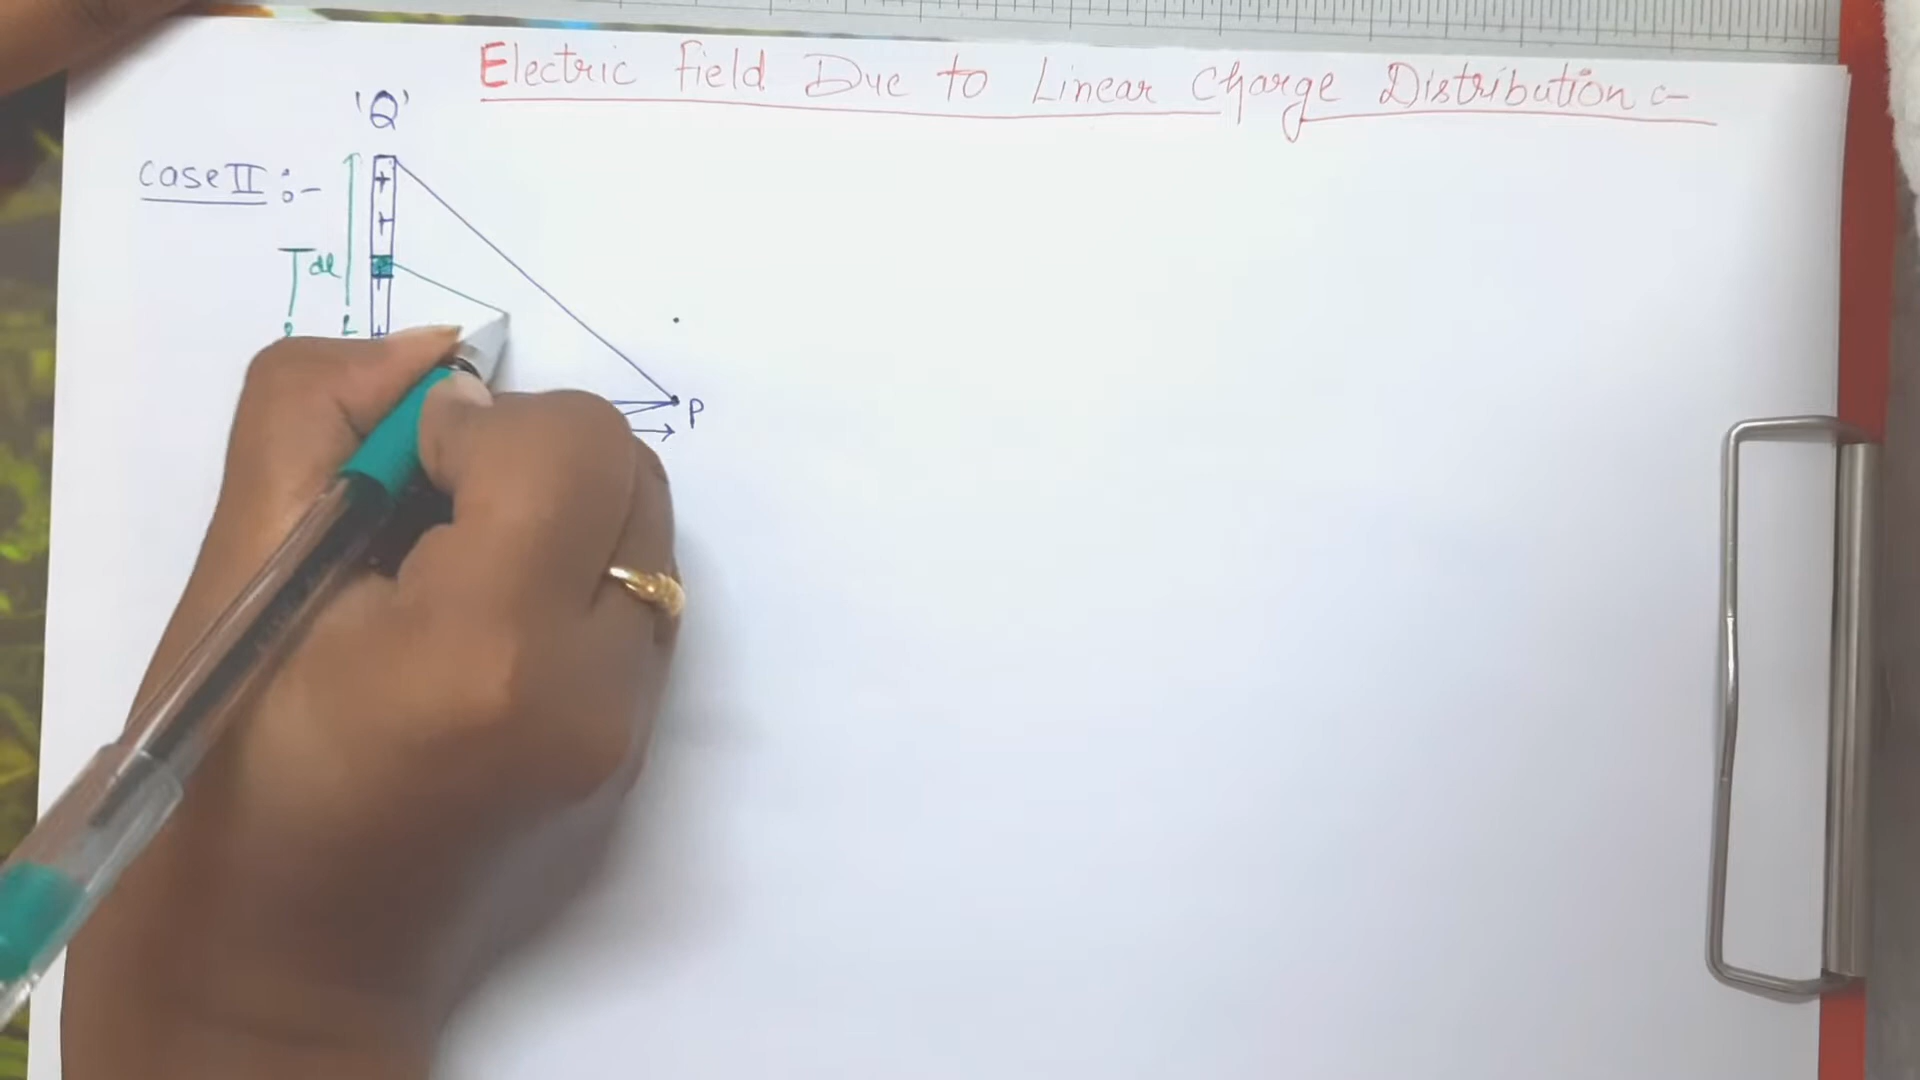 Electric field Due to Linear Charge Distribution :-
'Q'
Case II :-
+
+
dl
+
L
+
P